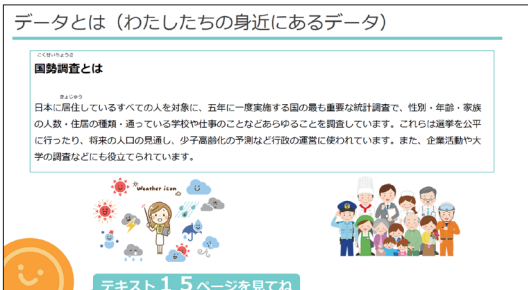 データとは（わたしたちの身近にあるデータ）
こくせいちょうさ
国勢調査とは
きょじゅう
日本に居住しているすべての人を対象に、五年に一度実施する国の最も重要な統計調査で、性別・年齢・家族
の人数・住居の種類・通っている学校や仕事のことなどあらゆることを調査しています。これらは選挙を公平
に行ったり、将来の人口の見通し、少子高齢化の予測など行政の運営に使われています。また、企業活動や大
学の調査などにも役立てられています。
Weather icon
テキスト１５ページを見てね